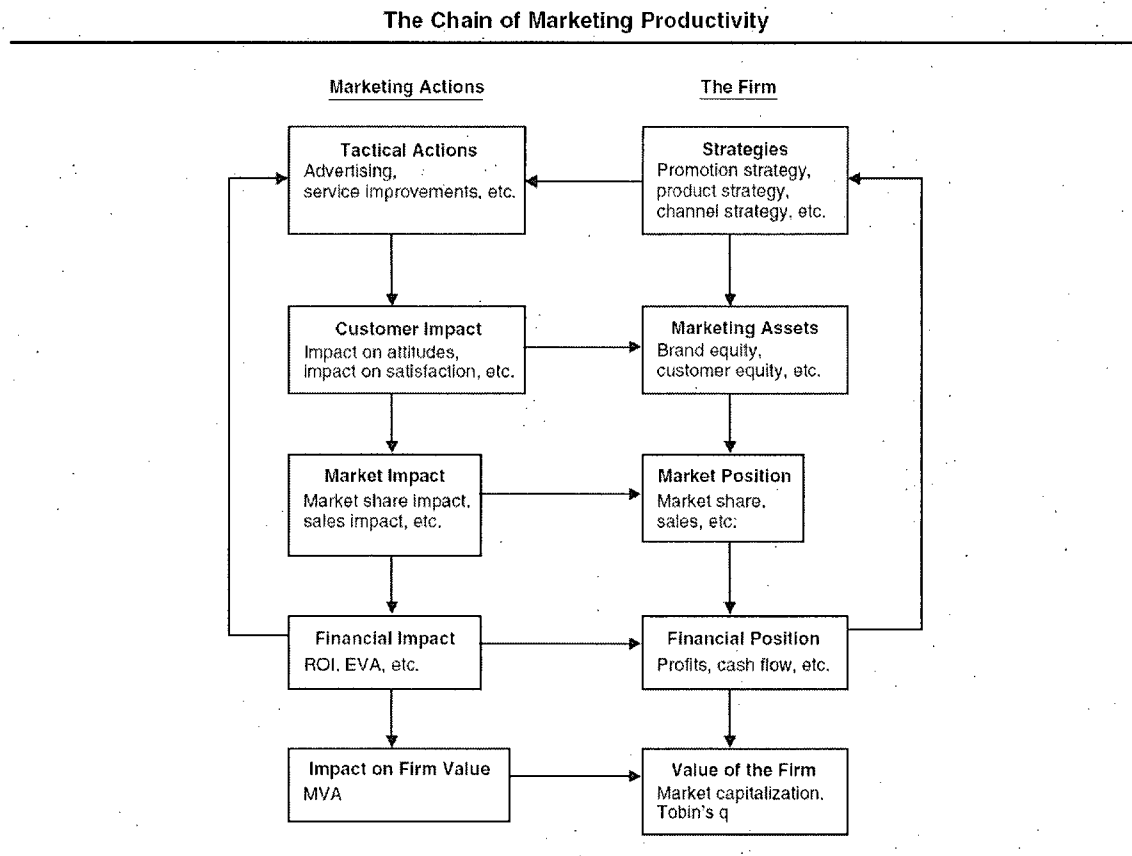 The Chain of Marketing Productivity
Marketing Actions
The Firm
Tactical Actions
Advertising,
service improvements, etc.
Strategies
Promotion strategy,
product strategy,
channel strategy, etc.
Customer Impact
Impact on attitudes,
impact on satisfaction, etc.
Marketing Assets
Brand equity,
customer equity, etc.
Market Impact
Market share impact,
sales impact, etc.
Market Position
Market share,
sales, etc.
Financial Impact
ROI, EVA, etc.
Financial Position
Profits, cash flow, etc.
Impact on Firm Value
MVA
Value of the Firm
Market capitalization,
Tobin's q